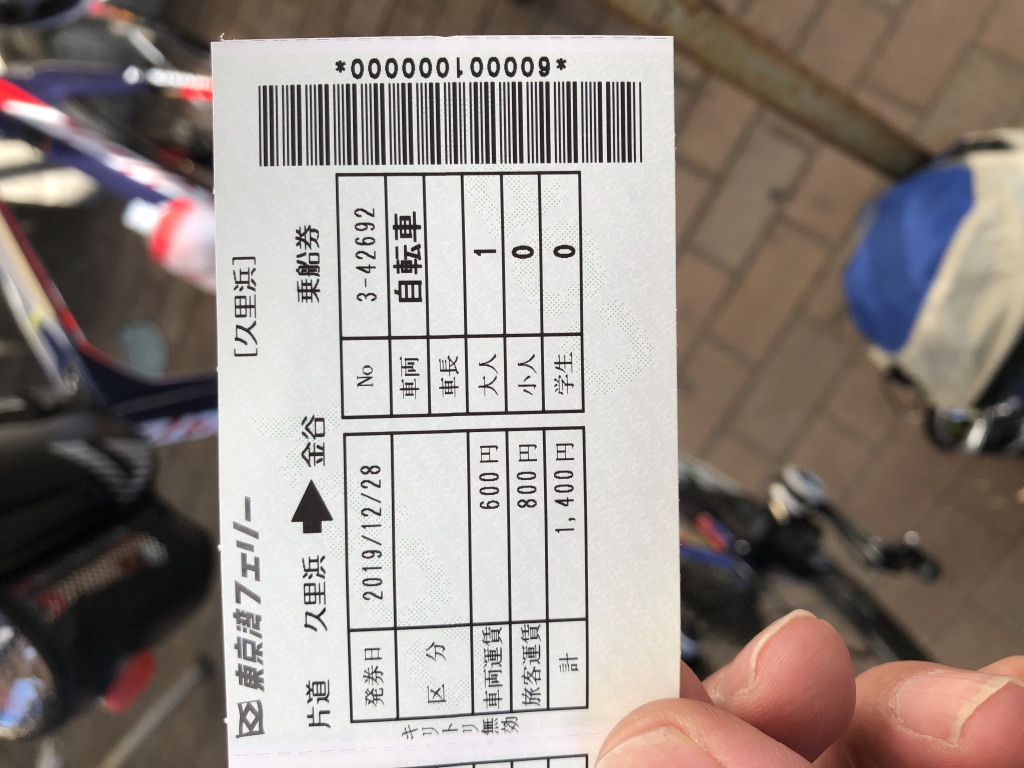 東京湾フェリー [久里浜]
片道 久里浜 ➡ 金谷 乗船券
発券日 2019/12/28
区分
車両運賃 600円
旅客運賃 800円
計 1,400円
No 3-42692
車両 自転車
車長
大人 1
小人 0
学生 0
*6000010000000*
キリトリ無効